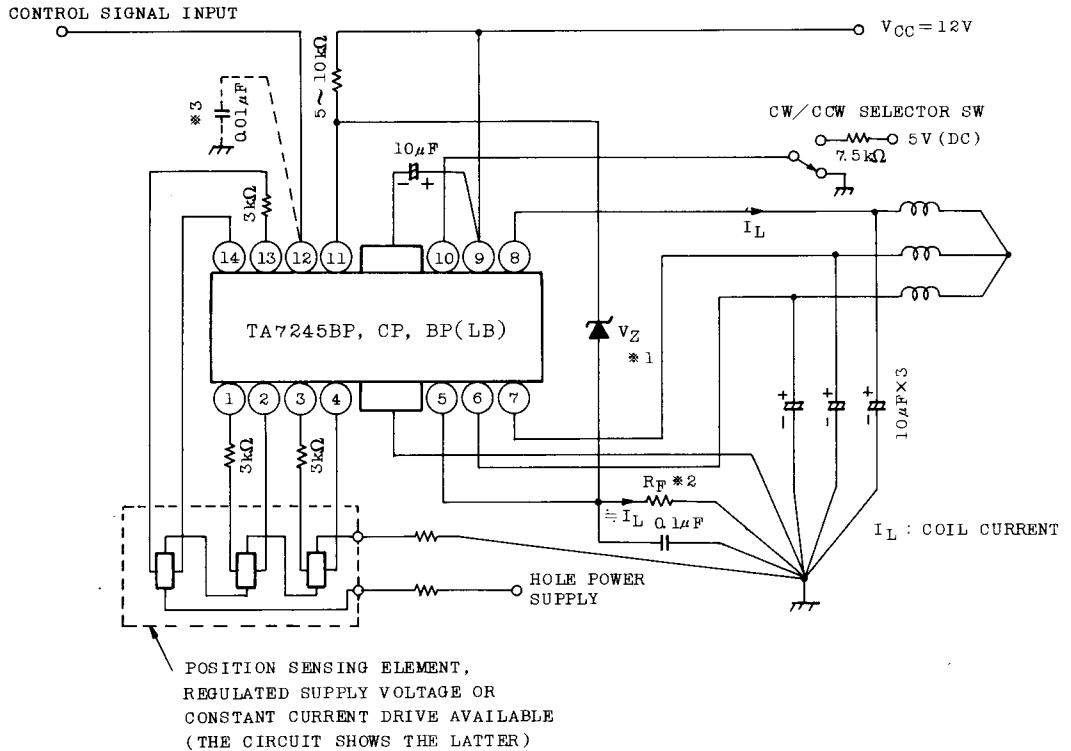 CONTROL SIGNAL INPUT
VCC=12V
5~10kΩ
※3
0.01μF
CW/CCW SELECTOR SW
5V(DC)
7.5kΩ
10μF
- +
3kΩ
IL
14 13 12 11 10 9 8
TA7245BP, CP, BP(LB)
VZ
※1
1 2 3 4 5 6 7
3kΩ
3kΩ
+ + +
- - -
10μF×3
RF ※2
≒IL
0.1μF
IL : COIL CURRENT
HOLE POWER
SUPPLY
POSITION SENSING ELEMENT,
REGULATED SUPPLY VOLTAGE OR
CONSTANT CURRENT DRIVE AVAILABLE
(THE CIRCUIT SHOWS THE LATTER)